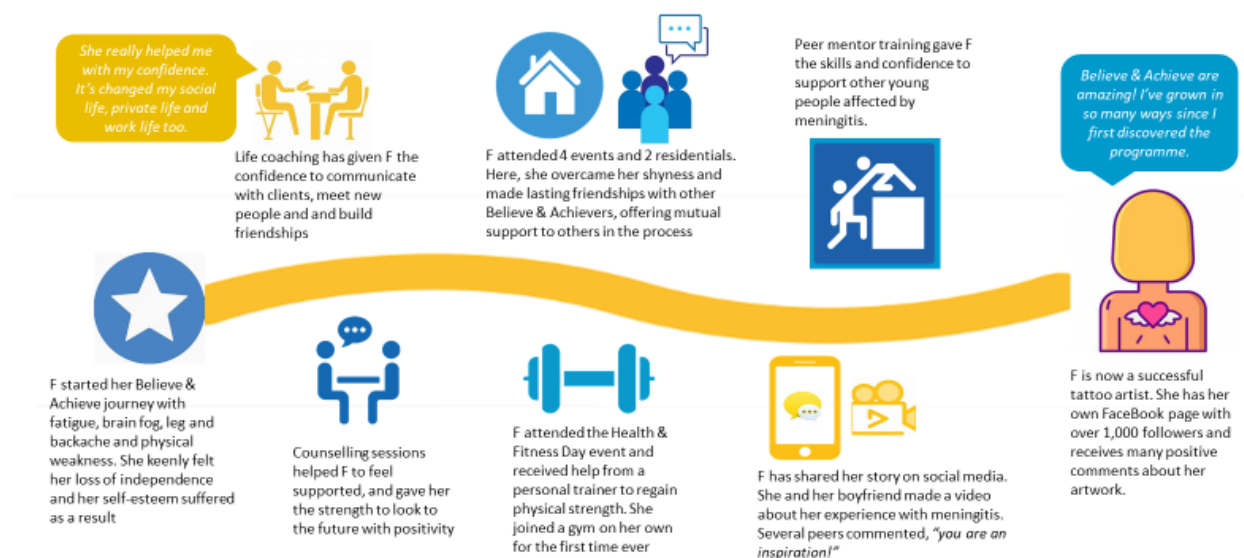 She really helped me
with my confidence.
It's changed my social
life, private life and
work life too.
Life coaching has given F the
confidence to communicate
with clients, meet new
people and and build
friendships
F attended 4 events and 2 residentials.
Here, she overcame her shyness and
made lasting friendships with other
Believe & Achievers, offering mutual
support to others in the process
Peer mentor training gave F
the skills and confidence to
support other young
people affected by
meningitis.
Believe & Achieve are
amazing! I've grown in
so many ways since I
first discovered the
programme.
F started her Believe &
Achieve journey with
fatigue, brain fog, leg and
backache and physical
weakness. She keenly felt
her loss of independence
and her self-esteem suffered
as a result
Counselling sessions
helped F to feel
supported, and gave her
the strength to look to
the future with positivity
F attended the Health &
Fitness Day event and
received help from a
personal trainer to regain
physical strength. She
joined a gym on her own
for the first time ever
F has shared her story on social media.
She and her boyfriend made a video
about her experience with meningitis.
Several peers commented, "you are an
inspiration!"
F is now a successful
tattoo artist. She has her
own FaceBook page with
over 1,000 followers and
receives many positive
comments about her
artwork.